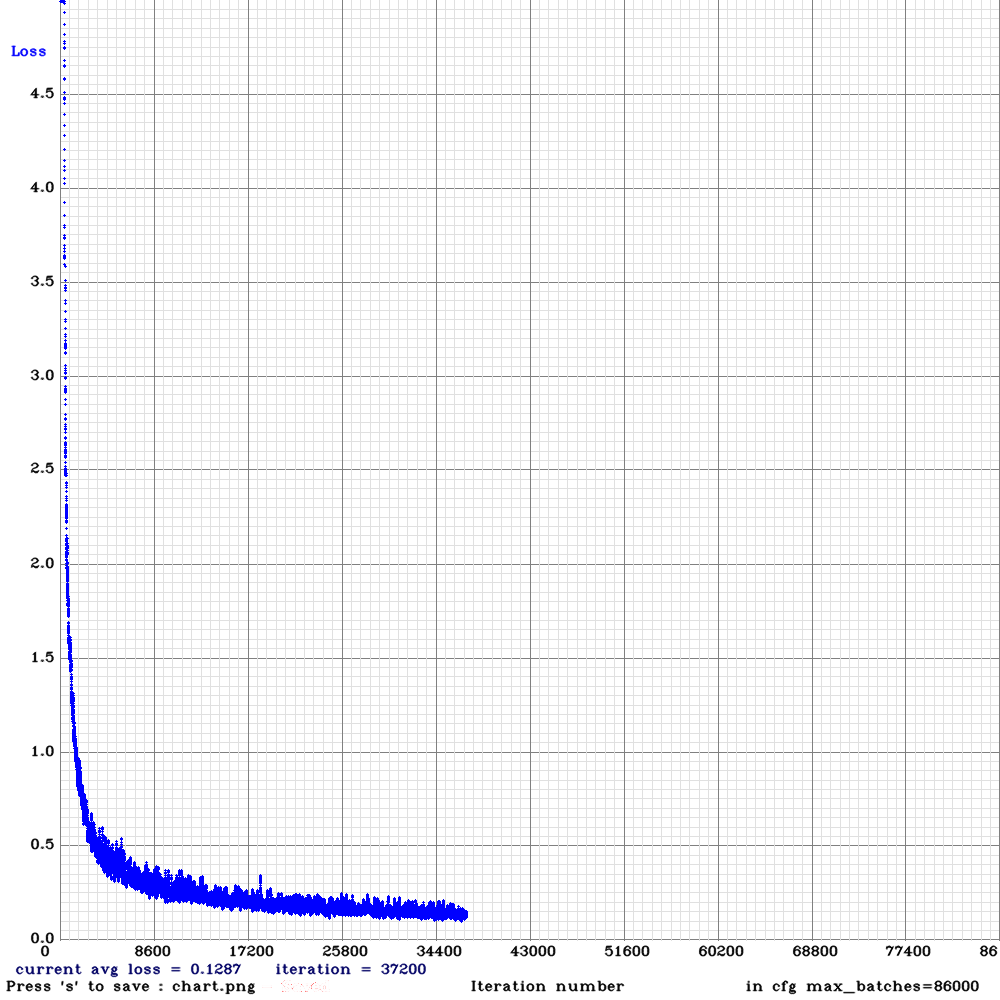 Loss
4.5
4.0
3.5
3.0
2.5
2.0
1.5
1.0
0.5
0.0
0 8600 17200 25800 34400 43000 51600 60200 68800 77400 86
current avg loss = 0.1287 iteration = 37200
Press 's' to save : chart.png Iteration number in cfg max_batches=86000